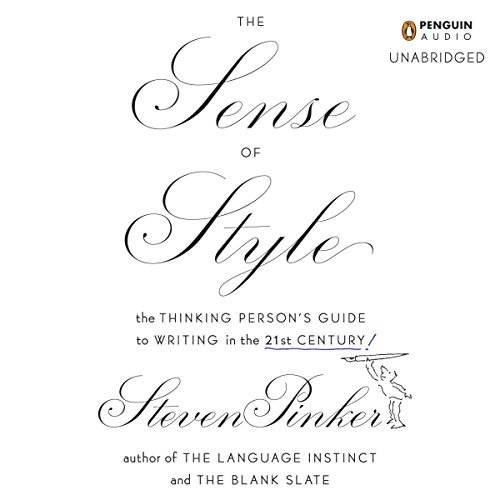 THE
PENGUIN
AUDIO
UNABRIDGED
Sense
OF
Style
the THINKING PERSON'S GUIDE
to WRITING in the 21st CENTURY!
Steven Pinker
author of THE LANGUAGE INSTINCT
and THE BLANK SLATE